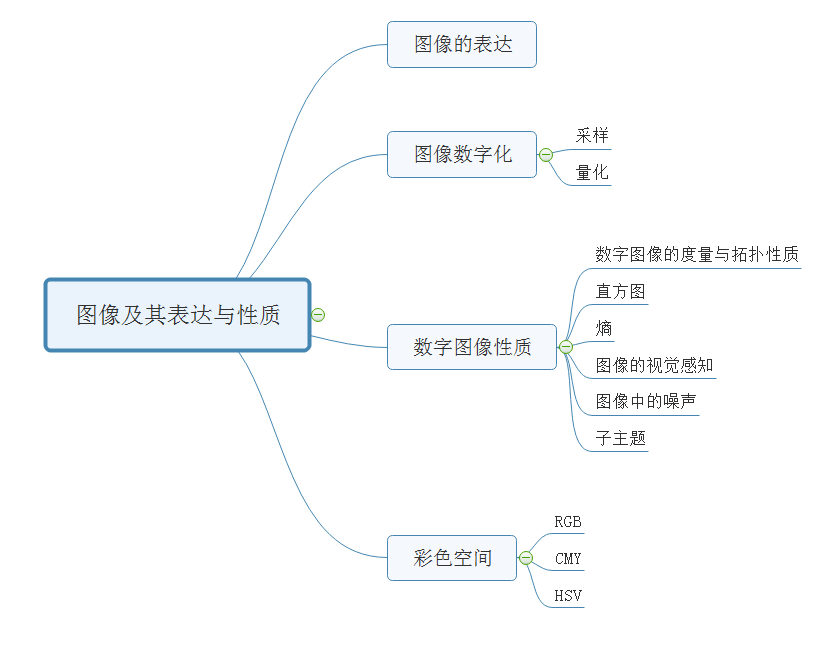 图像及其表达与性质
图像的表达
图像数字化
采样
量化
数字图像性质
数字图像的度量与拓扑性质
直方图
熵
图像的视觉感知
图像中的噪声
子主题
彩色空间
RGB
CMY
HSV